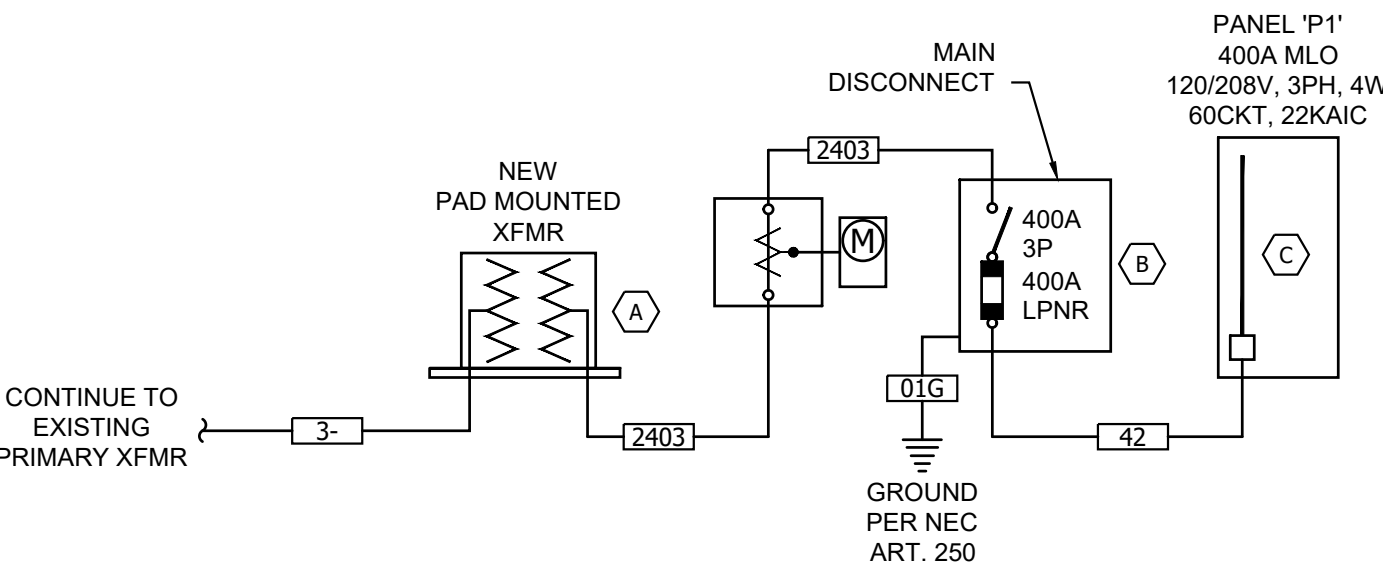 PANEL 'P1'
400A MLO
120/208V, 3PH, 4W
60CKT, 22KAIC
MAIN
DISCONNECT
2403
NEW
PAD MOUNTED
XFMR
M
400A
3P
400A
LPNR
B
C
A
CONTINUE TO
EXISTING
PRIMARY XFMR
3-
2403
01G
42
GROUND
PER NEC
ART. 250